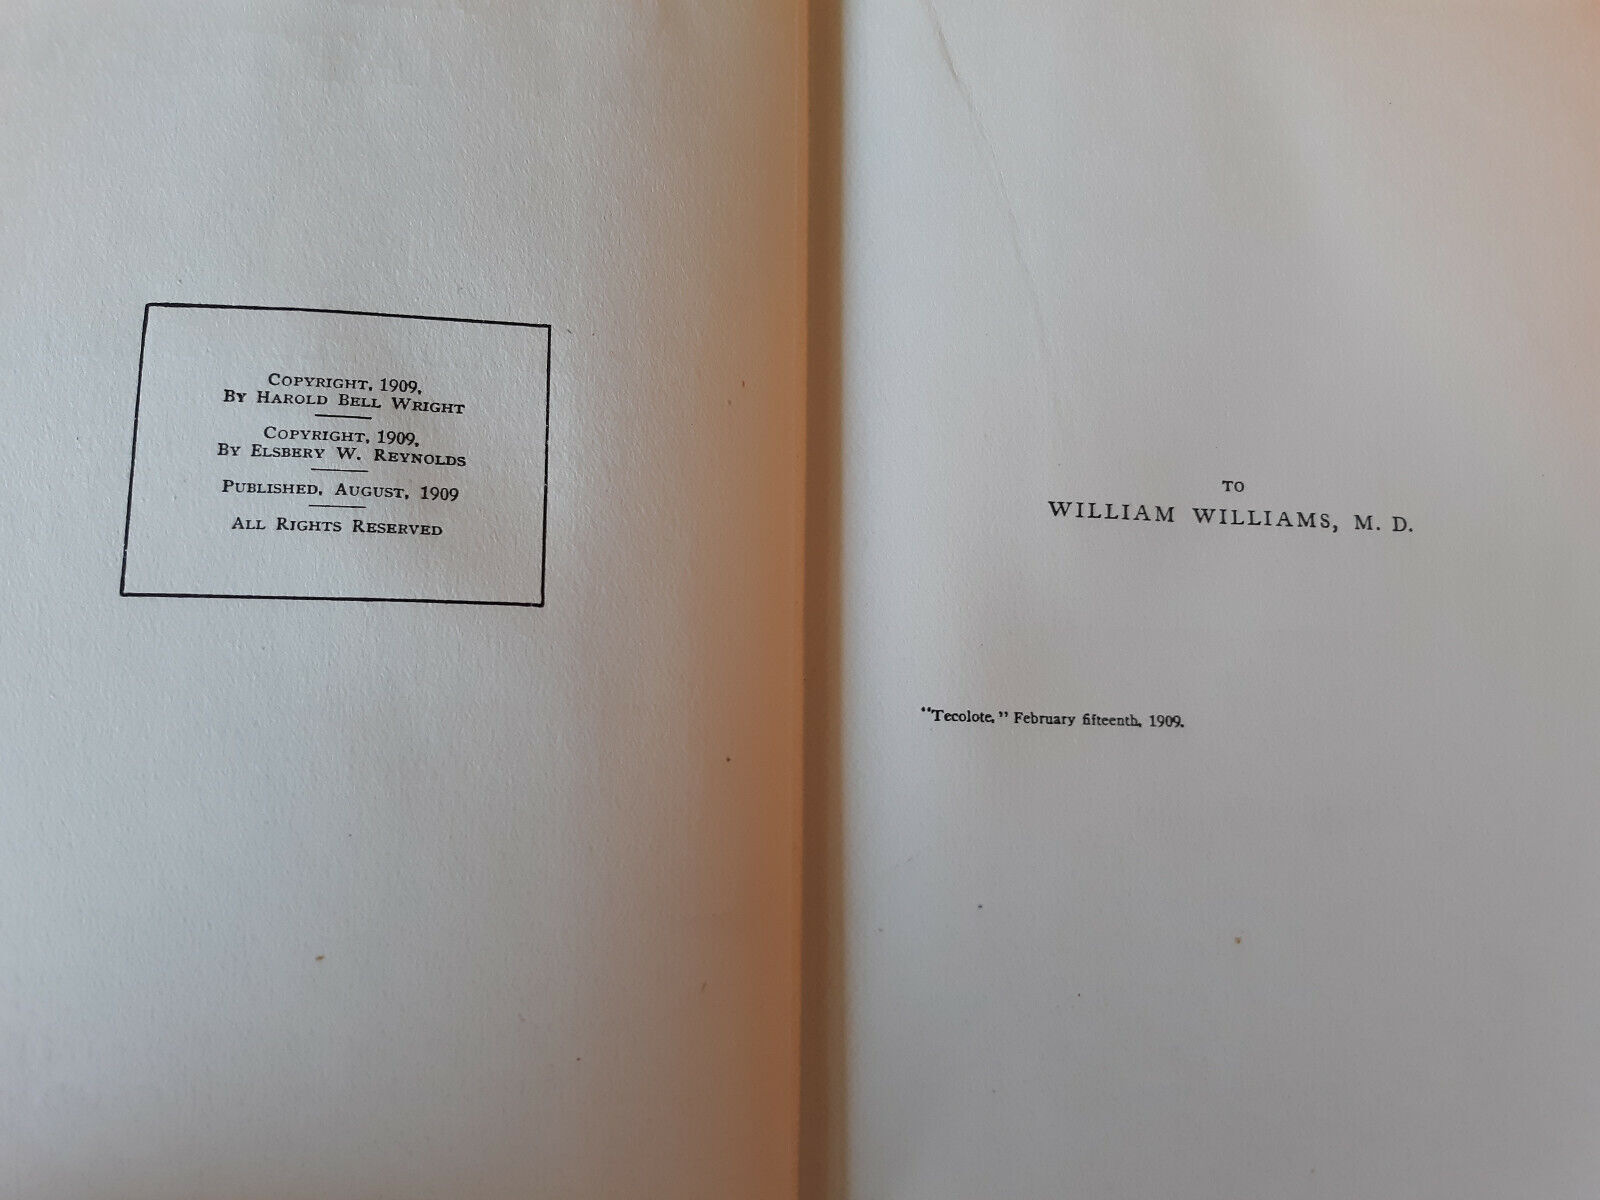 COPYRIGHT, 1909,
BY HAROLD BELL WRIGHT
COPYRIGHT, 1909,
BY ELSBERY W. REYNOLDS
PUBLISHED, AUGUST, 1909
ALL RIGHTS RESERVED
TO
WILLIAM WILLIAMS, M. D.
"Tecolote," February fifteenth, 1909.